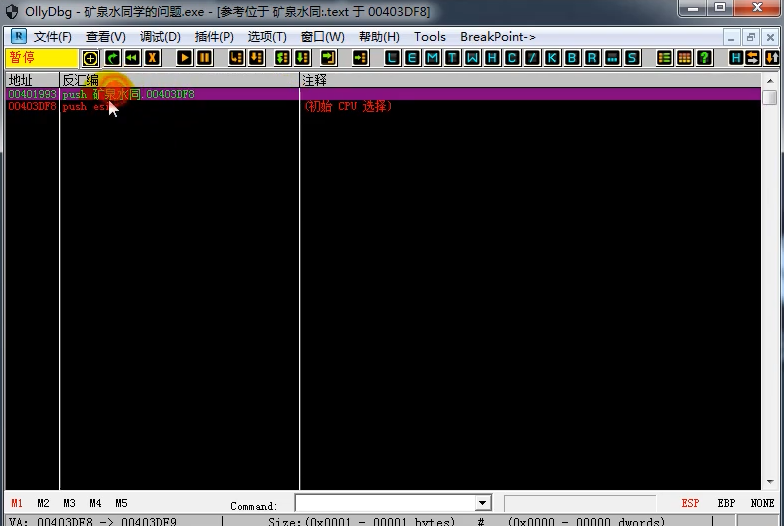 OllyDbg - 矿泉水同学的问题.exe - [参考位于 矿泉水同:.text 于 00403DF8]
R 文件(F) 查看(V) 调试(D) 插件(P) 选项(T) 窗口(W) 帮助(H) Tools BreakPoint->
暂停 L E M T W H C / K B R ... S H
地址 反汇编 注释
00401993 push 矿泉水同.00403DF8
00403DF8 push (初始 CPU 选择)
M1 M2 M3 M4 M5 Command: ESP EBP NONE
VA: 00403DF8 -> 00403DF9 Size:(0x0001 - 00001 bytes) # (0x0000 - 00000 dwords)